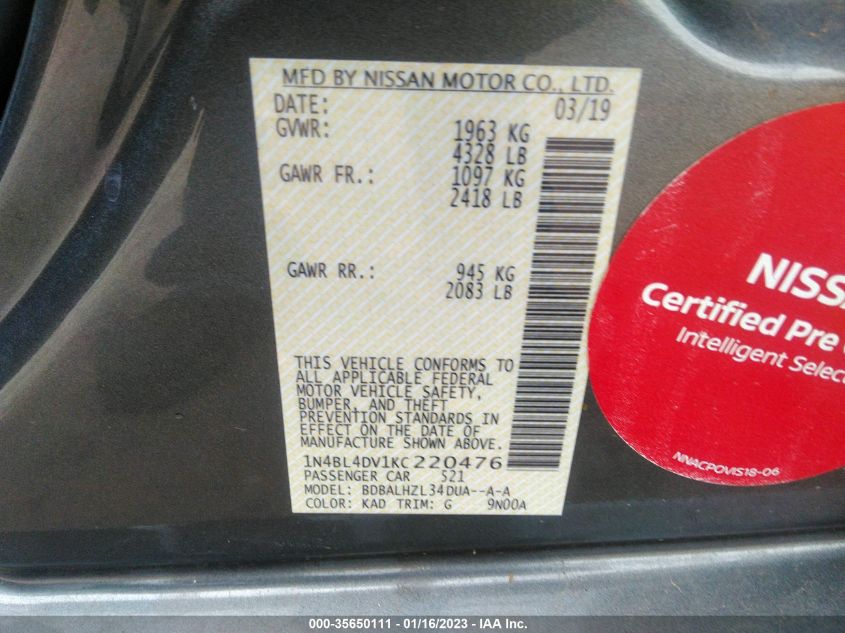 MFD BY NISSAN MOTOR CO., LTD.
DATE: 03/19
GVWR: 1963 KG
4328 LB
GAWR FR.: 1097 KG
2418 LB
GAWR RR.: 945 KG
2083 LB
THIS VEHICLE CONFORMS TO
ALL APPLICABLE FEDERAL
MOTOR VEHICLE SAFETY,
BUMPER, AND THEFT
PREVENTION STANDARDS IN
EFFECT ON THE DATE OF
MANUFACTURE SHOWN ABOVE.
1N4BL4DV1KC220476
PASSENGER CAR 521
MODEL: BDBALHZL34DUA--A-A
COLOR: KAD TRIM: G 9N00A
NISSA
Certified Pre
Intelligent Selec
NNACPOVIS18-06
000-35650111 - 01/16/2023 - IAA Inc.